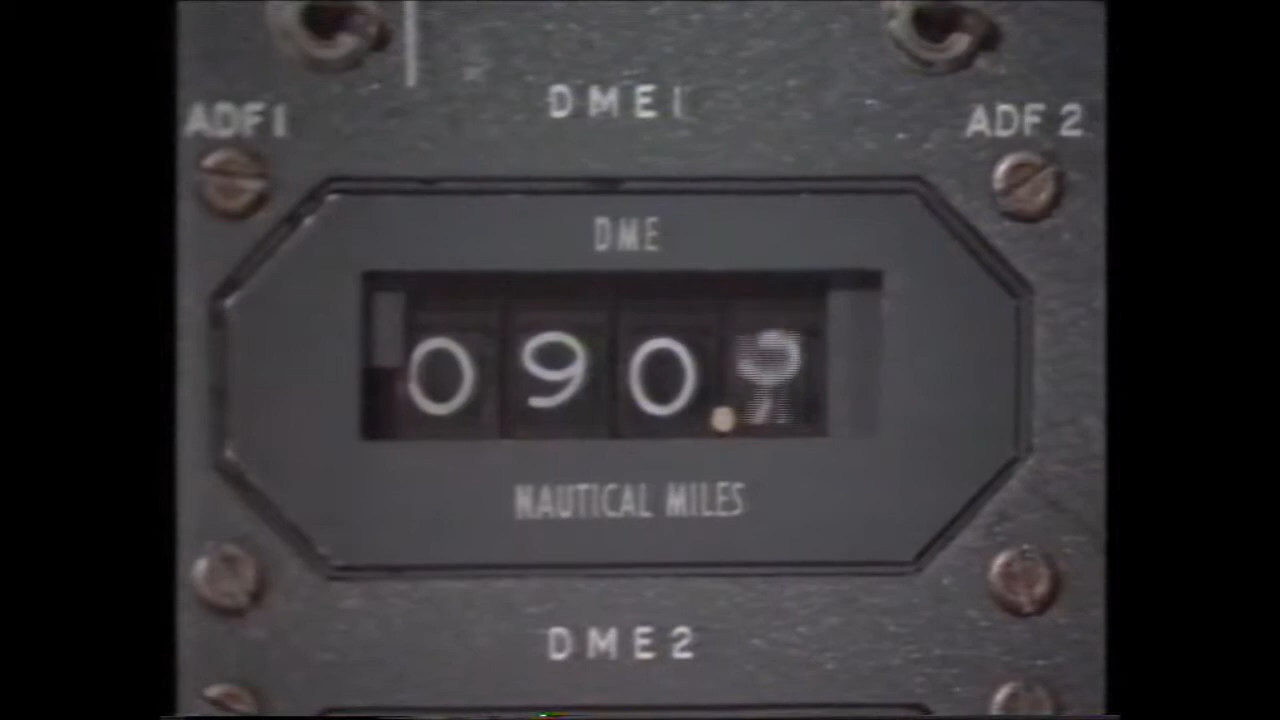 DME1
ADF1 ADF 2
DME
090.
NAUTICAL MILES
DME2